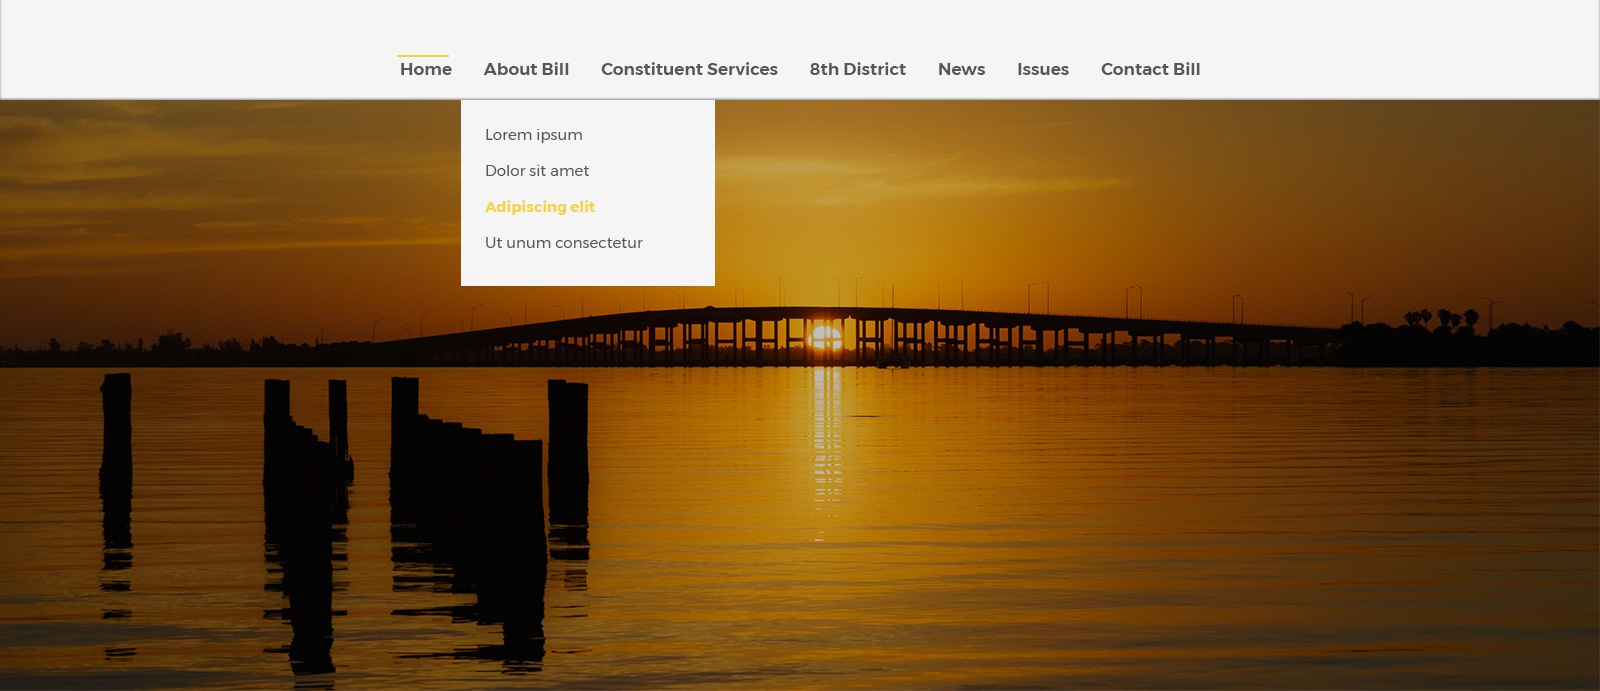 Home About Bill Constituent Services 8th District News Issues Contact Bill
Lorem ipsum
Dolor sit amet
Adipiscing elit
Ut unum consectetur